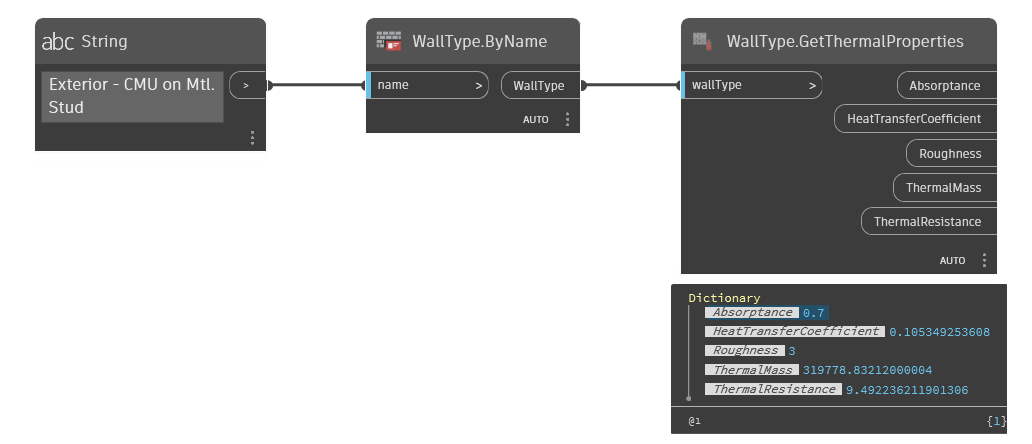 abc String
Exterior - CMU on Mtl.
Stud
>
WallType.ByName
name >
WallType
AUTO
WallType.GetThermalProperties
wallType >
Absorptance
HeatTransferCoefficient
Roughness
ThermalMass
ThermalResistance
AUTO
Dictionary
Absorptance 0.7
HeatTransferCoefficient 0.105349253608
Roughness 3
ThermalMass 319778.83212000004
ThermalResistance 9.492236211901306
@1 {1}